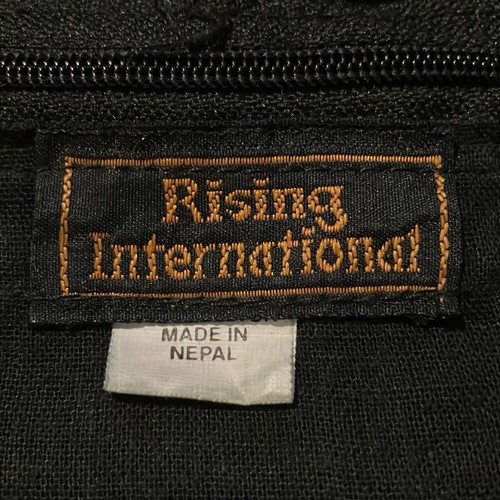 Rising
International
MADE IN
NEPAL